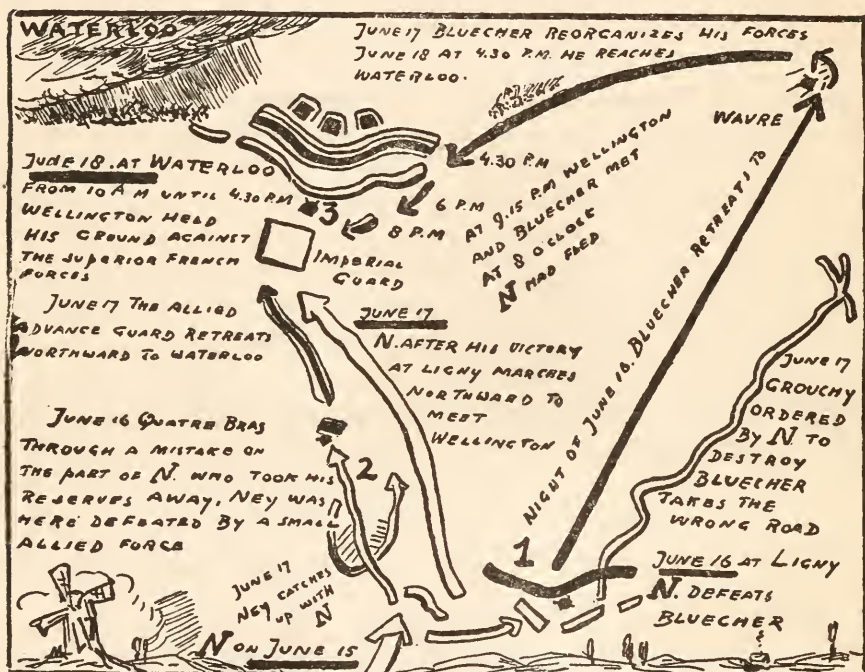 WATERLOO
JUNE 17 BLUECHER REORGANIZES HIS FORCES
JUNE 18 AT 4.30 P.M. HE REACHES
WATERLOO.
WAVRE
4.30 P.M
6 P.M
8 P.M
AT 9.15 P.M WELLINGTON
AND BLUECHER MET
AT 8 O'CLOCK
N HAD FLED
JUNE 18. AT WATERLOO
FROM 10 A M UNTIL 4.30 P.M
WELLINGTON HELD
HIS GROUND AGAINST
THE SUPERIOR FRENCH
FORCES
3
IMPERIAL
GUARD
JUNE 17 THE ALLIED
ADVANCE GUARD RETREATS
NORTHWARD TO WATERLOO
JUNE 17
N. AFTER HIS VICTORY
AT LIGNY MARCHES
NORTHWARD TO
MEET
WELLINGTON
NIGHT OF JUNE 16. BLUECHER RETREATS TO
JUNE 17
GROUCHY
ORDERED
BY N. TO
DESTROY
BLUECHER
TAKES THE
WRONG ROAD
JUNE 16 QUATRE BRAS
THROUGH A MISTAKE ON
THE PART OF N. WHO TOOK HIS
RESERVES AWAY, NEY WAS
HERE DEFEATED BY A SMALL
ALLIED FORCE
2
1
JUNE 17
NEY CATCHES
UP WITH
N
JUNE 16 AT LIGNY
N. DEFEATS
BLUECHER
N ON JUNE 15